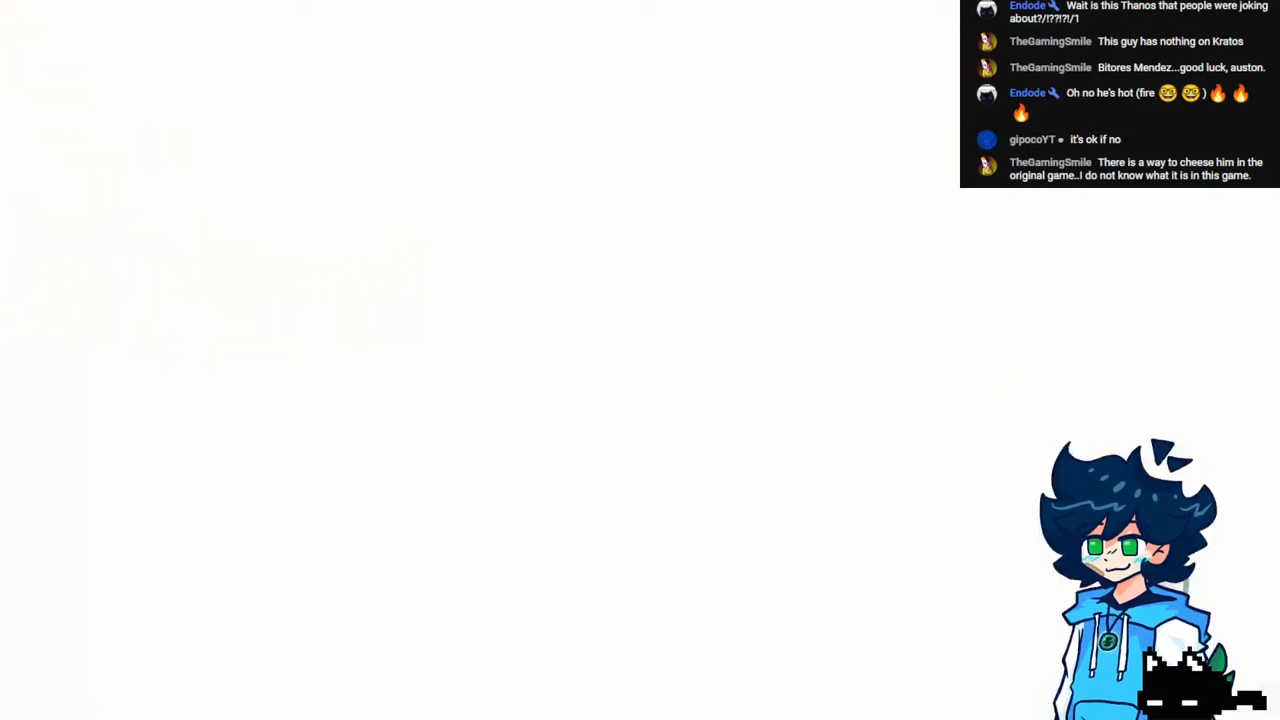 Endode Wait is this Thanos that people were joking
about?/!??!?!/1
TheGamingSmile This guy has nothing on Kratos
TheGamingSmile Bitores Mendez...good luck, auston.
Endode Oh no he's hot (fire 🤓 🤓 ) 🔥 🔥
🔥
gipocoYT it's ok if no
TheGamingSmile There is a way to cheese him in the
original game..I do not know what it is in this game.